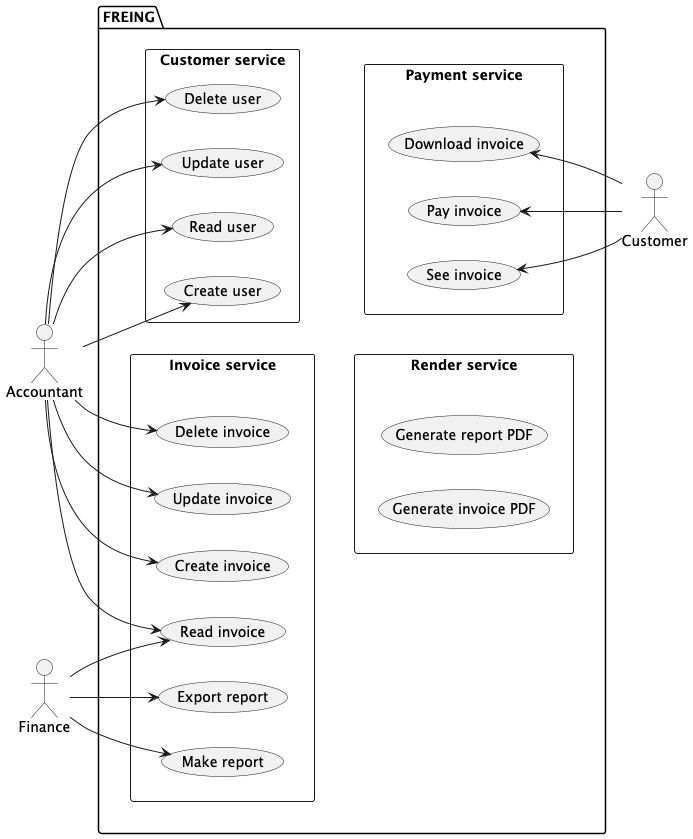 FREING
Customer service
Delete user
Update user
Read user
Create user
Payment service
Download invoice
Pay invoice
See invoice
Customer
Accountant
Invoice service
Delete invoice
Update invoice
Create invoice
Read invoice
Export report
Make report
Render service
Generate report PDF
Generate invoice PDF
Finance